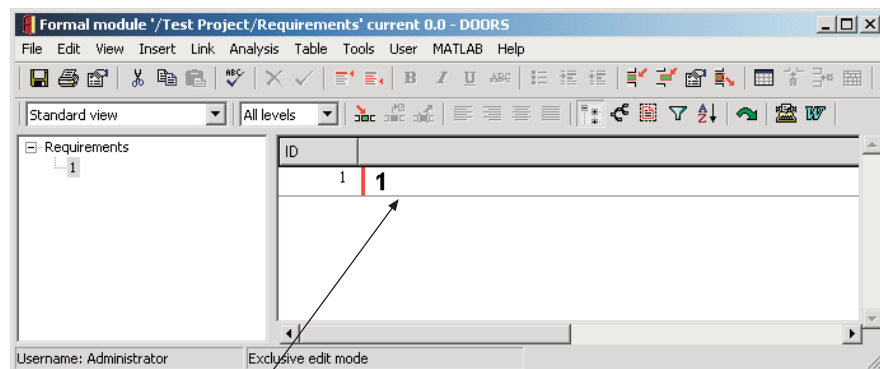 Formal module '/Test Project/Requirements' current 0.0 - DOORS
File Edit View Insert Link Analysis Table Tools User MATLAB Help
ABC B I U ABC
Standard view All levels A Z W
Requirements ID
1
1 1
Username: Administrator Exclusive edit mode